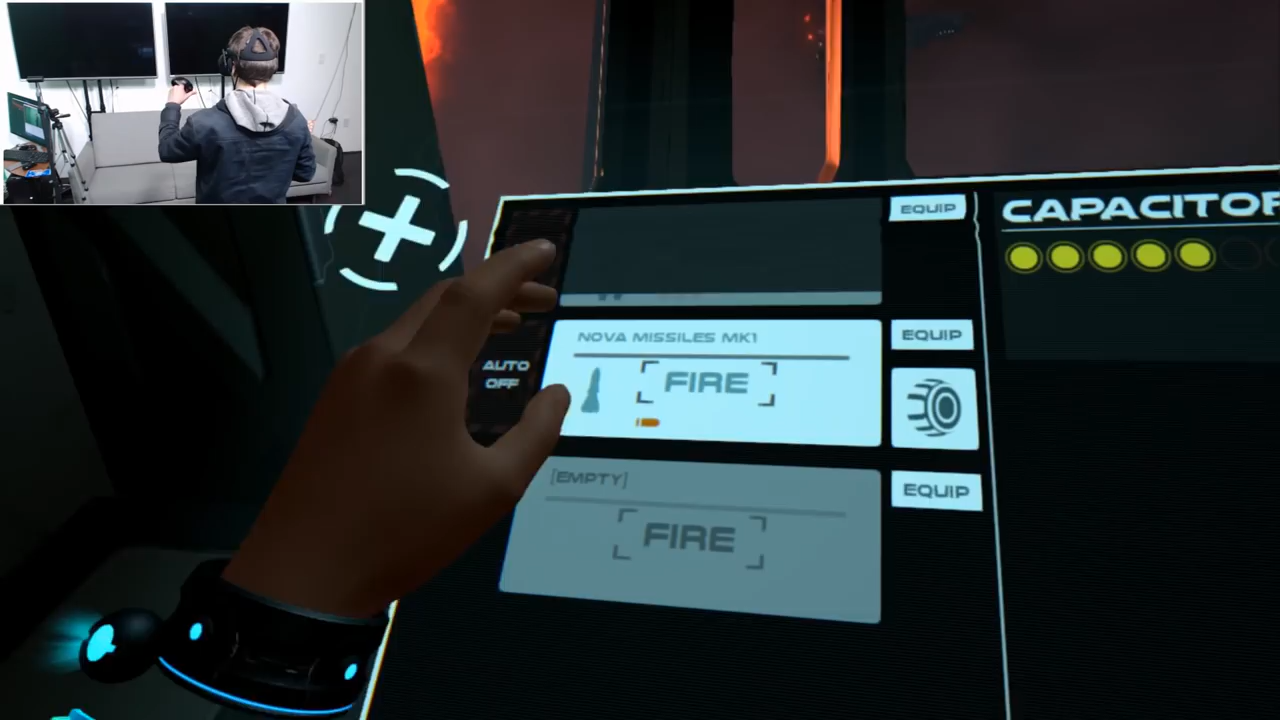 EQUIP
CAPACITOR
NOVA MISSILES MK1
EQUIP
AUTO
OFF
FIRE
[EMPTY]
EQUIP
FIRE